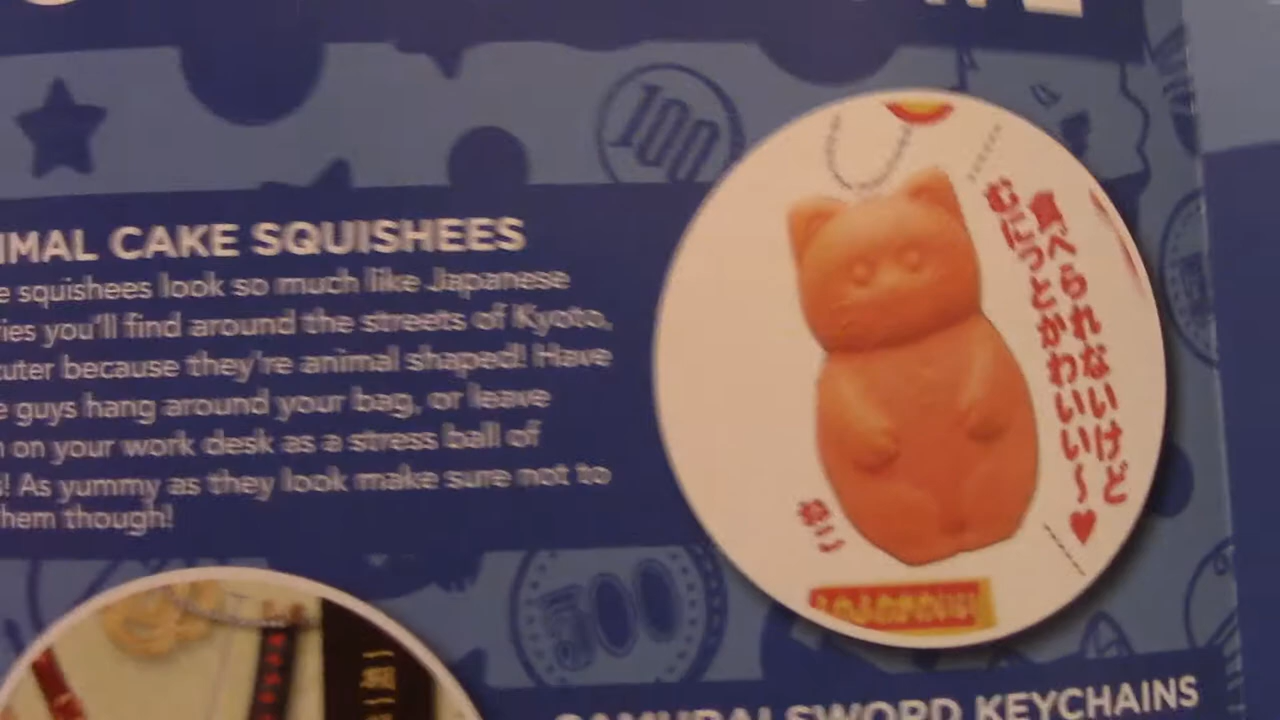 100
IMAL CAKE SQUISHEES
e squishees look so much like Japanese
ries you'll find around the streets of Kyoto,
cuter because they're animal shaped! Have
e guys hang around your bag, or leave
n on your work desk as a stress ball of
s! As yummy as they look make sure not to
hem though!
食べられないけど
むにっとかわいい〜♥
500
SAMURAI SWORD KEYCHAINS